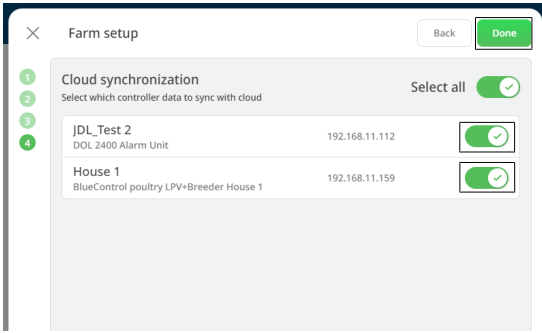 Farm setup
Back
Done
1
2
3
4
Cloud synchronization
Select which controller data to sync with cloud
Select all
JDL_Test 2
DOL 2400 Alarm Unit
192.168.11.112
House 1
BlueControl poultry LPV+Breeder House 1
192.168.11.159